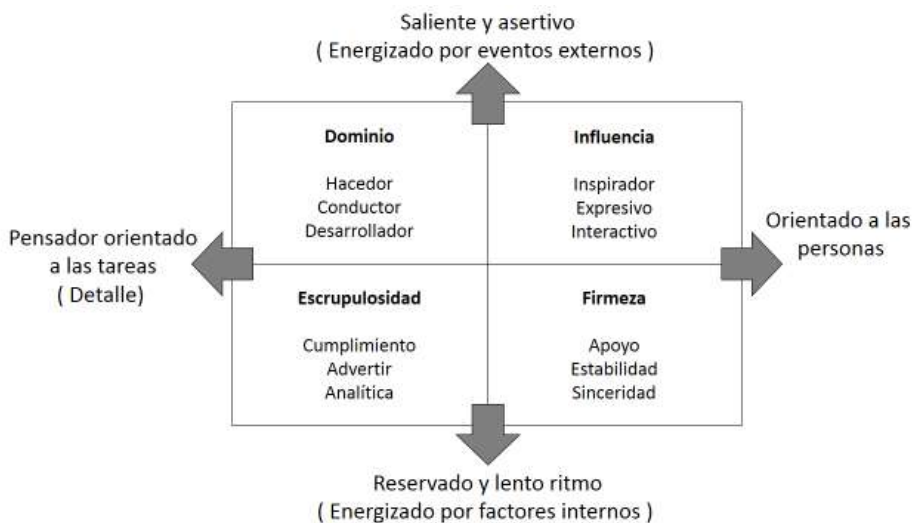 Saliente y asertivo
( Energizado por eventos externos )
Dominio
Hacedor
Conductor
Desarrollador
Influencia
Inspirador
Expresivo
Interactivo
Pensador orientado
a las tareas
( Detalle)
Orientado a las
personas
Escrupulosidad
Cumplimiento
Advertir
Analítica
Firmeza
Apoyo
Estabilidad
Sinceridad
Reservado y lento ritmo
( Energizado por factores internos )